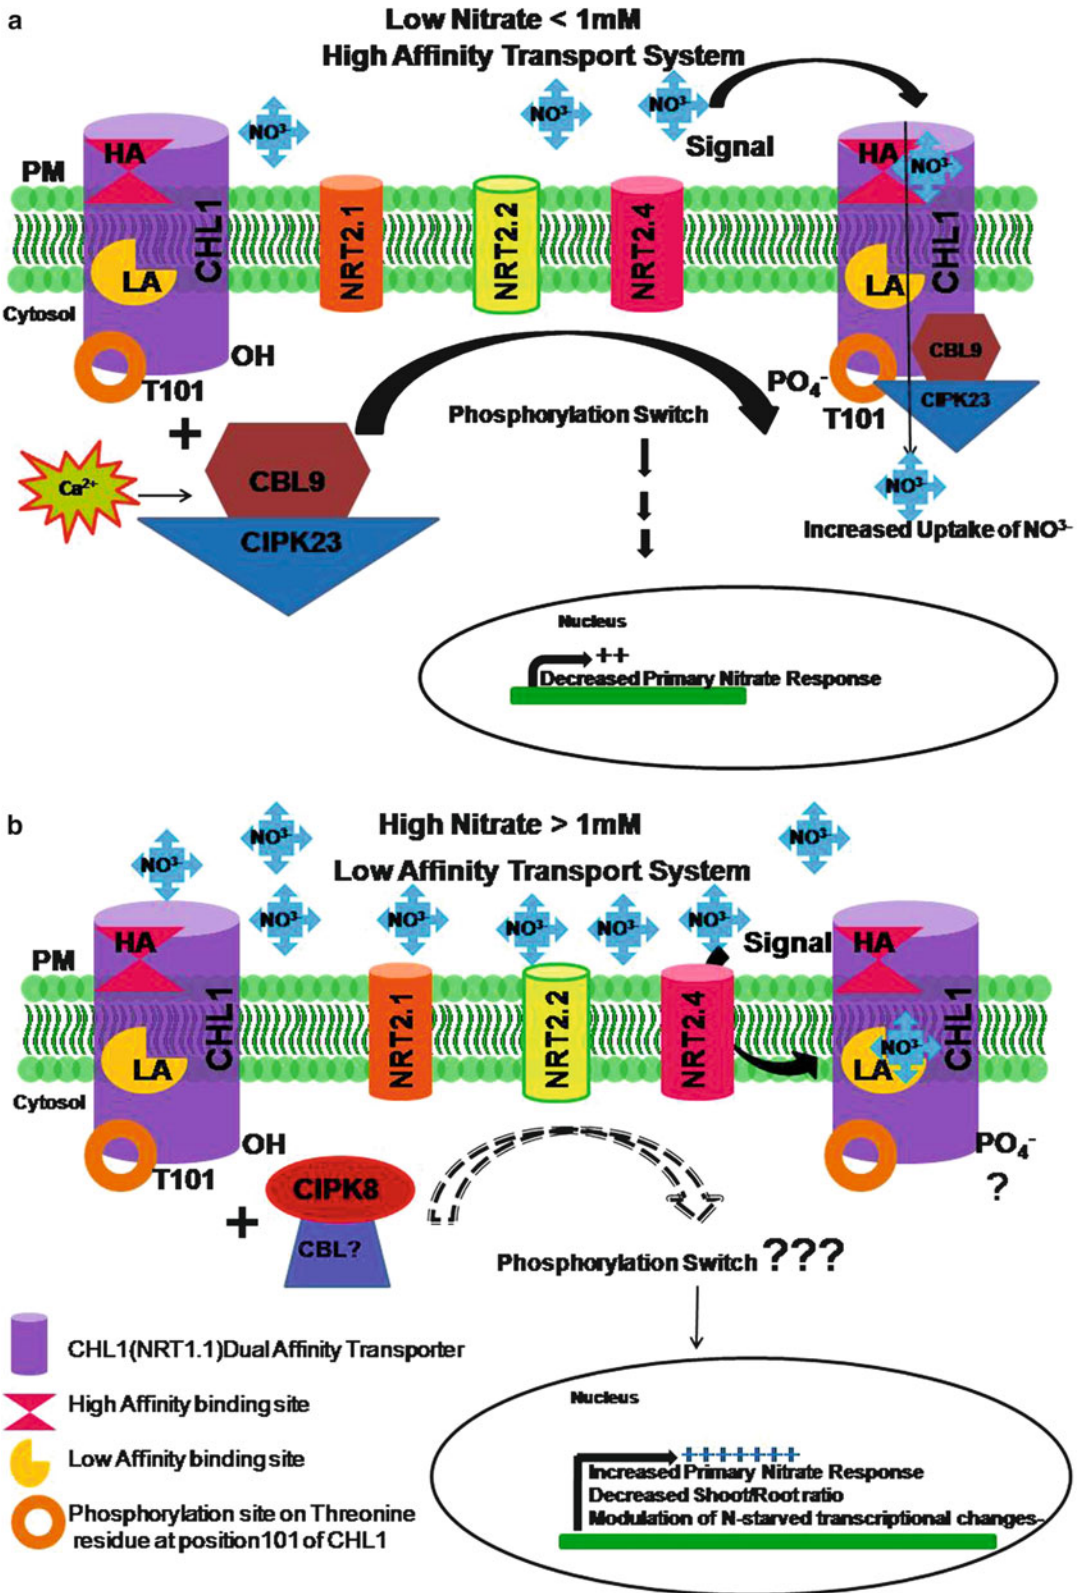 a
Low Nitrate < 1mM
High Affinity Transport System
NO³⁻
NO³⁻
NO³⁻
Signal
HA
HA
NO³⁻
PM
CHL1
NRT2.1
NRT2.2
NRT2.4
CHL1
LA
LA
Cytosol
OH
T101
CBL9
PO₄⁻
CIPK23
T101
Phosphorylation Switch
+
Ca²⁺
CBL9
CIPK23
NO³⁻
Increased Uptake of NO³⁻
Nucleus
++
Decreased Primary Nitrate Response
b
High Nitrate > 1mM
Low Affinity Transport System
NO³⁻
NO³⁻
NO³⁻
NO³⁻
NO³⁻
NO³⁻
NO³⁻
NO³⁻
Signal
HA
HA
PM
CHL1
NRT2.1
NRT2.2
NRT2.4
CHL1
LA
LA
NO³⁻
Cytosol
OH
T101
PO₄⁻
?
+
CIPK8
CBL?
Phosphorylation Switch ???
CHL1(NRT1.1)Dual Affinity Transporter
High Affinity binding site
Low Affinity binding site
Phosphorylation site on Threonine
residue at position101 of CHL1
Nucleus
+++++++
Increased Primary Nitrate Response
Decreased Shoot/Root ratio
Modulation of N-starved transcriptional changes-